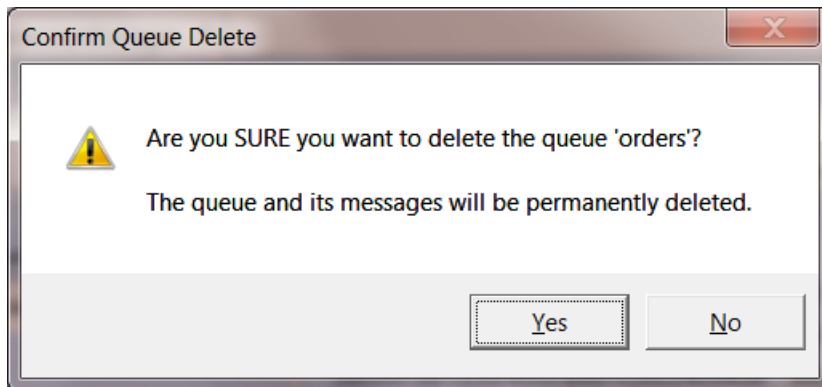 Confirm Queue Delete
Are you SURE you want to delete the queue 'orders'?
The queue and its messages will be permanently deleted.
Yes
No